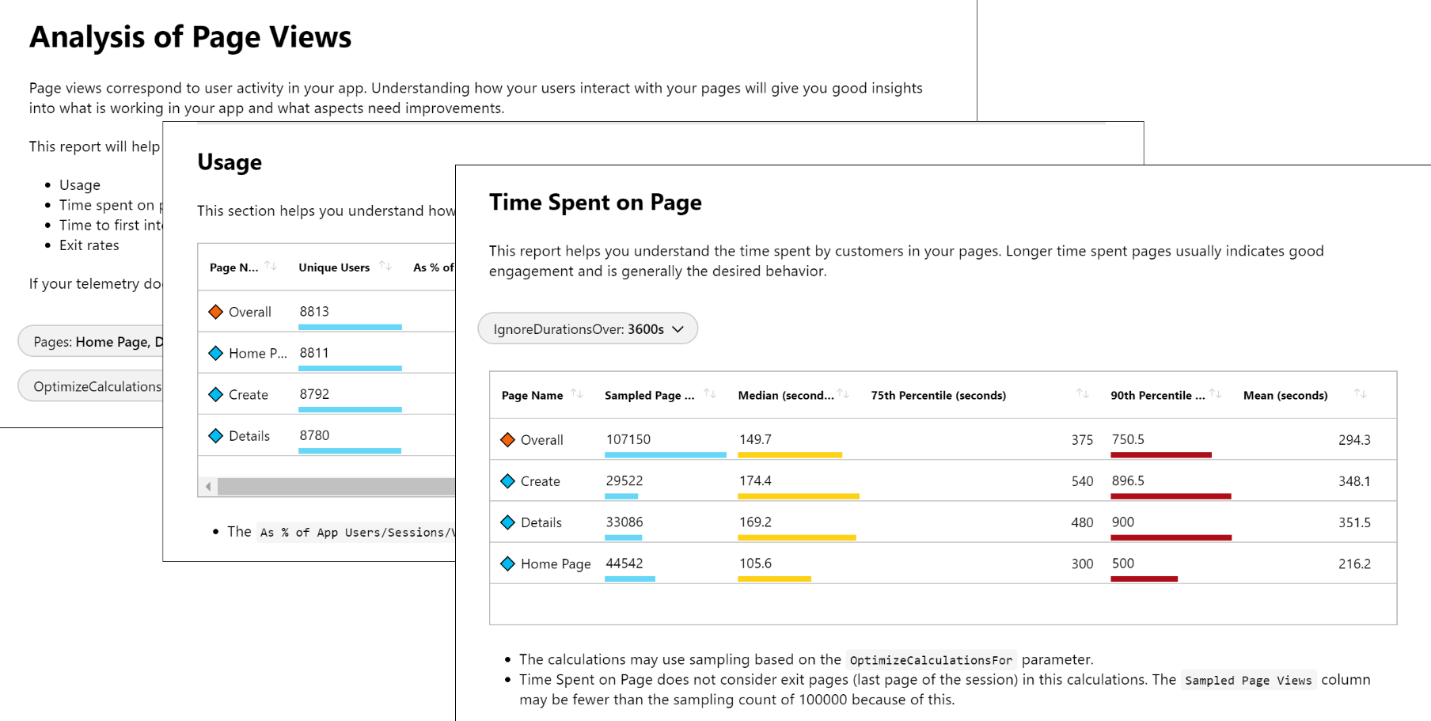 Analysis of Page Views
Page views correspond to user activity in your app. Understanding how your users interact with your pages will give you good insights
into what is working in your app and what aspects need improvements.
This report will help
• Usage
• Time spent on
• Time to first
• Exit rates
If your telemetry
Pages: Home Page,
OptimizeCalculations
Usage
This section helps you understand how
Page N... Unique Users As % of
Overall 8813
Home P... 8811
Create 8792
Details 8780
• The As % of App Users/Sessions/
Time Spent on Page
This report helps you understand the time spent by customers in your pages. Longer time spent pages usually indicates good
engagement and is generally the desired behavior.
IgnoreDurationsOver: 3600s
Page Name Sampled Page ... Median (second... 75th Percentile (seconds) 90th Percentile ... Mean (seconds)
Overall 107150 149.7 375 750.5 294.3
Create 29522 174.4 540 896.5 348.1
Details 33086 169.2 480 900 351.5
Home Page 44542 105.6 300 500 216.2
• The calculations may use sampling based on the OptimizeCalculationsFor parameter.
• Time Spent on Page does not consider exit pages (last page of the session) in this calculations. The Sampled Page Views column
may be fewer than the sampling count of 100000 because of this.